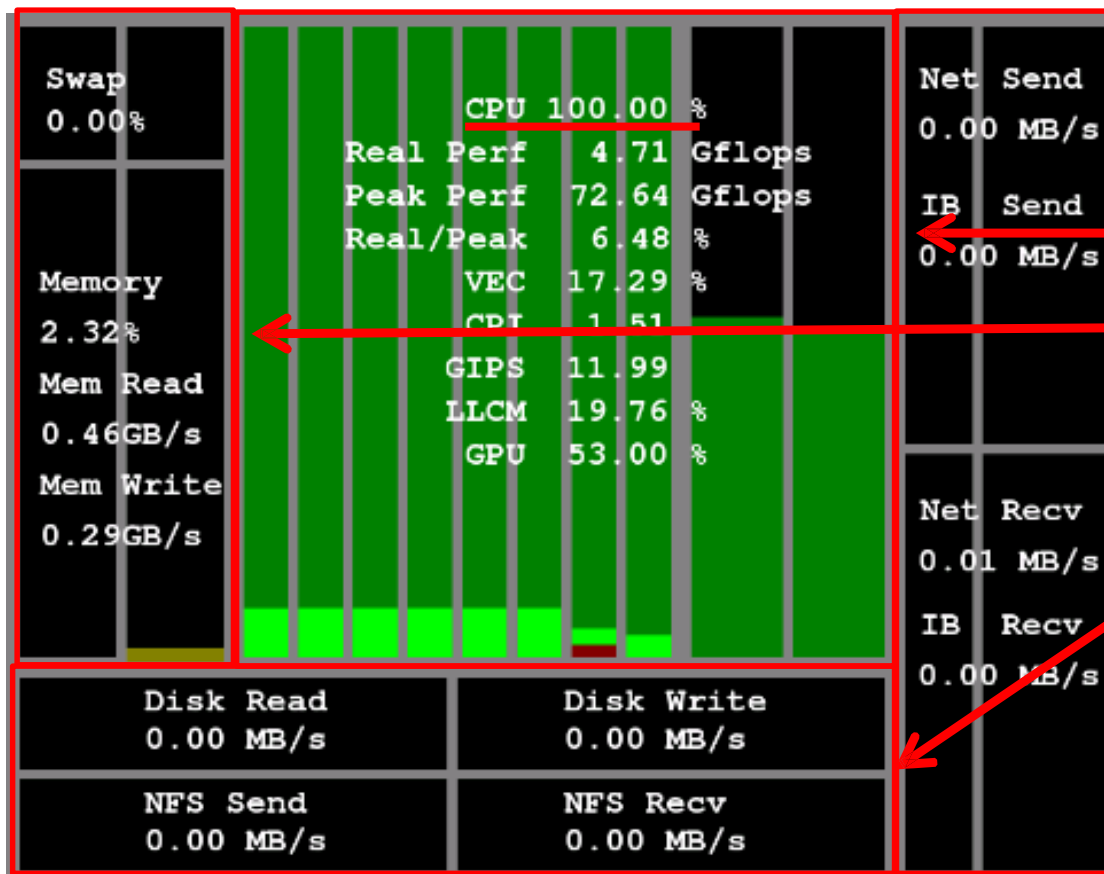 Swap
0.00%
Memory
2.32%
Mem Read
0.46GB/s
Mem Write
0.29GB/s
CPU 100.00 %
Real Perf 4.71 Gflops
Peak Perf 72.64 Gflops
Real/Peak 6.48 %
VEC 17.29 %
CPI 1.51
GIPS 11.99
LLCM 19.76 %
GPU 53.00 %
Net Send
0.00 MB/s
IB Send
0.00 MB/s
Net Recv
0.01 MB/s
IB Recv
0.00 MB/s
Disk Read
0.00 MB/s
Disk Write
0.00 MB/s
NFS Send
0.00 MB/s
NFS Recv
0.00 MB/s